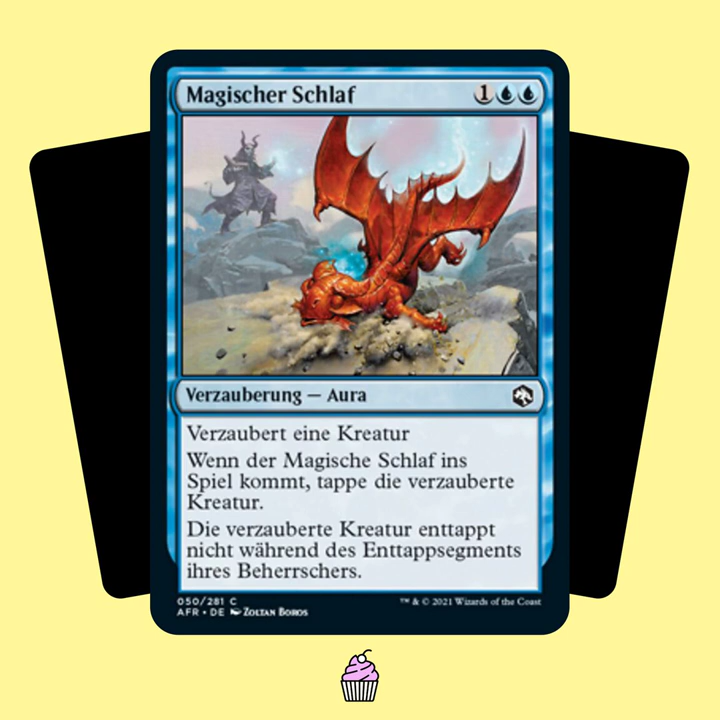 Magischer Schlaf 1
Verzauberung — Aura
Verzaubert eine Kreatur
Wenn der Magische Schlaf ins
Spiel kommt, tappe die verzauberte
Kreatur.
Die verzauberte Kreatur enttappt
nicht während des Enttappsegments
ihres Beherrschers.
050/281 C
AFR • DE Zoltan Boros
™ & © 2021 Wizards of the Coast